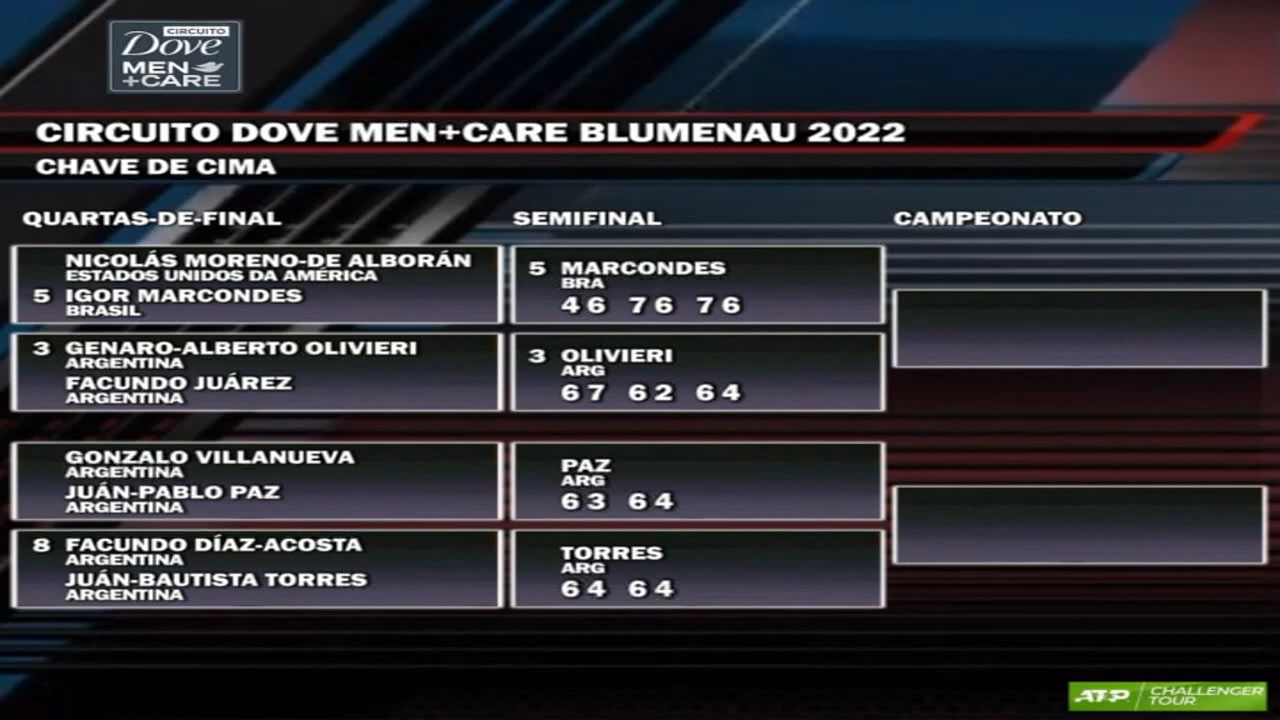 CIRCUITO
Dove
MEN
+CARE
CIRCUITO DOVE MEN+CARE BLUMENAU 2022
CHAVE DE CIMA
QUARTAS-DE-FINAL
SEMIFINAL
CAMPEONATO
NICOLÁS MORENO-DE ALBORÁN
ESTADOS UNIDOS DA AMÉRICA
5 IGOR MARCONDES
BRASIL
5 MARCONDES
BRA
46 76 76
3 GENARO-ALBERTO OLIVIERI
ARGENTINA
FACUNDO JUÁREZ
ARGENTINA
3 OLIVIERI
ARG
67 62 64
GONZALO VILLANUEVA
ARGENTINA
JUÁN-PABLO PAZ
ARGENTINA
PAZ
ARG
63 64
8 FACUNDO DÍAZ-ACOSTA
ARGENTINA
JUÁN-BAUTISTA TORRES
ARGENTINA
TORRES
ARG
64 64
ATP CHALLENGER
TOUR